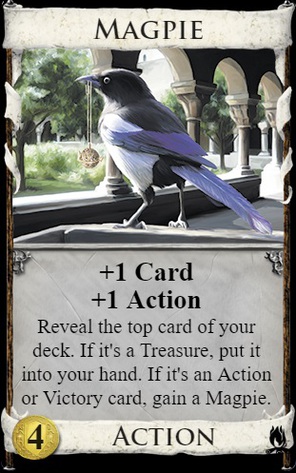 MAGPIE
+1 Card
+1 Action
Reveal the top card of your
deck. If it's a Treasure, put it
into your hand. If it's an Action
or Victory card, gain a Magpie.
4 ACTION